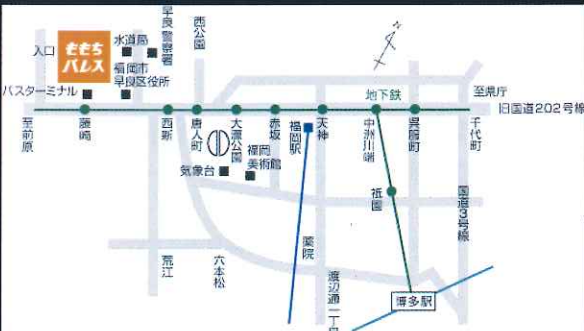 入口
ももち
パレス
水道局
早良警察署
西公園
福岡市
早良区役所
バスターミナル
地下鉄
至県庁
旧国道202号線
至前原
藤崎
西新
唐人町
大濠公園
赤坂
福岡駅
天神
中洲川端
呉服町
千代町
気象台
福岡
美術館
祇園
国道3号線
荒江
六本松
薬院
渡辺通一丁目
博多駅
N